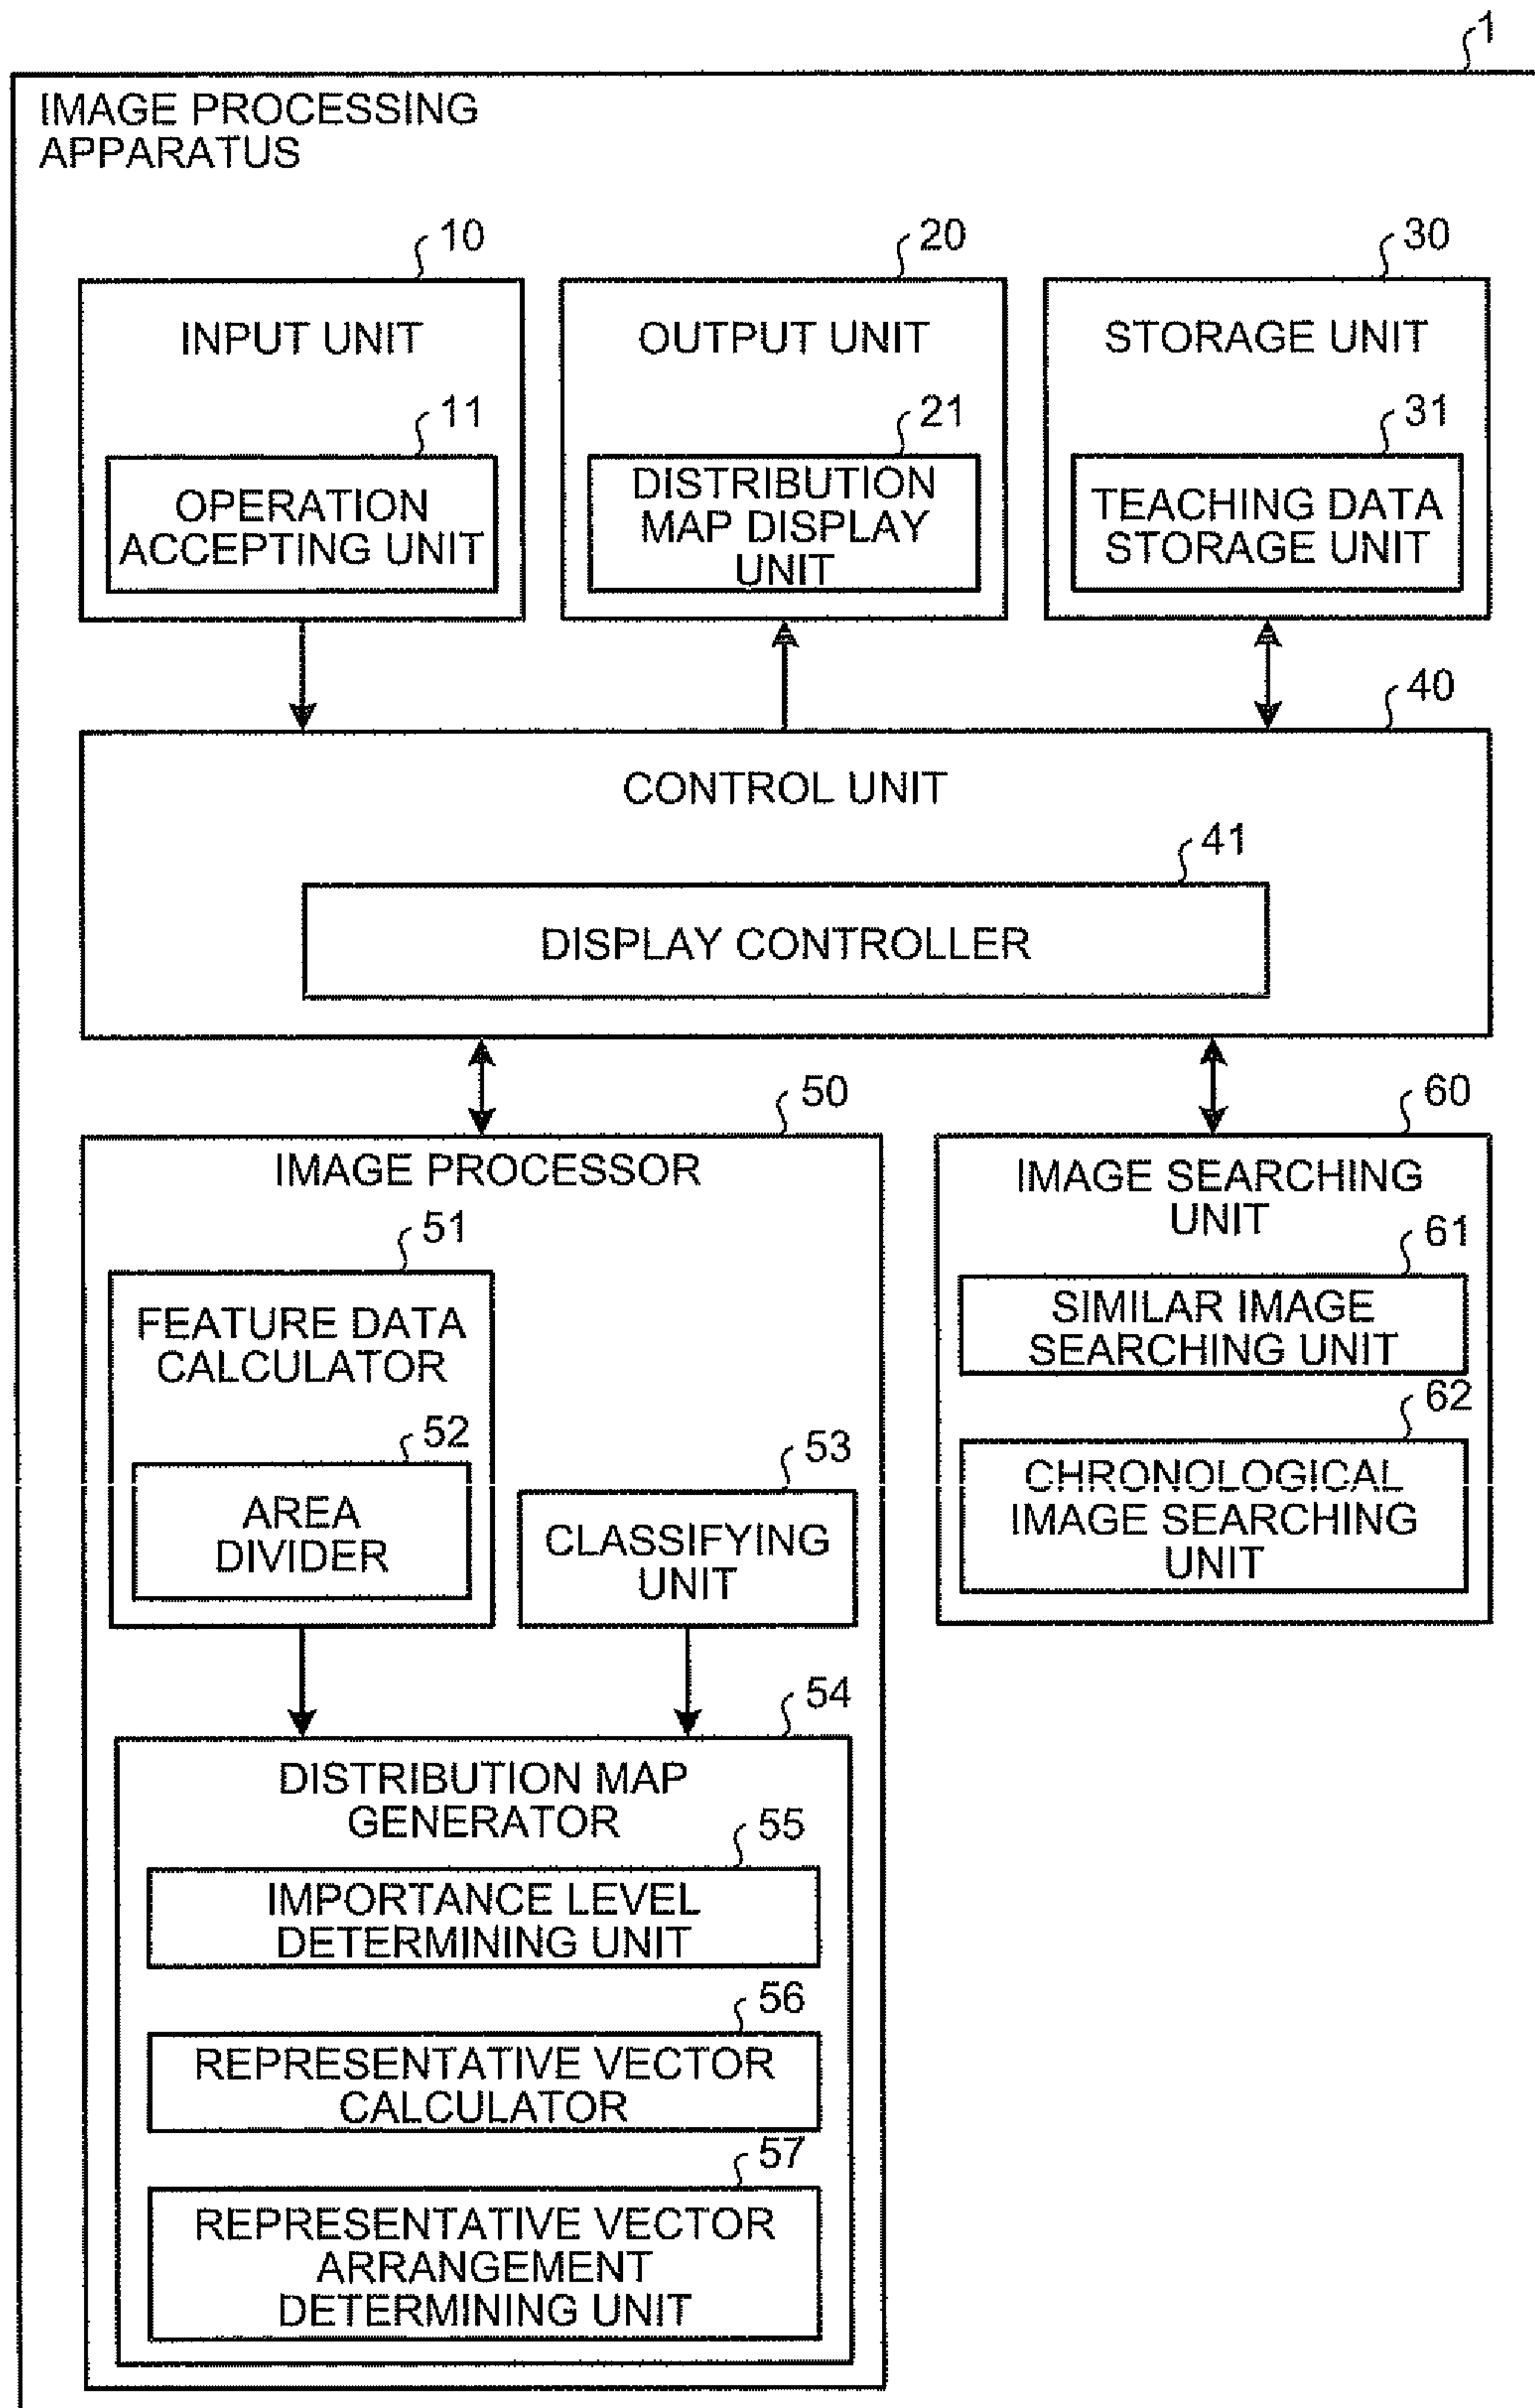 1
IMAGE PROCESSING
APPARATUS
10
INPUT UNIT
11
OPERATION
ACCEPTING UNIT
20
OUTPUT UNIT
21
DISTRIBUTION
MAP DISPLAY
UNIT
30
STORAGE UNIT
31
TEACHING DATA
STORAGE UNIT
40
CONTROL UNIT
41
DISPLAY CONTROLLER
50
IMAGE PROCESSOR
51
FEATURE DATA
CALCULATOR
52
AREA
DIVIDER
53
CLASSIFYING
UNIT
54
DISTRIBUTION MAP
GENERATOR
55
IMPORTANCE LEVEL
DETERMINING UNIT
56
REPRESENTATIVE VECTOR
CALCULATOR
57
REPRESENTATIVE VECTOR
ARRANGEMENT
DETERMINING UNIT
60
IMAGE SEARCHING
UNIT
61
SIMILAR IMAGE
SEARCHING UNIT
62
CHRONOLOGICAL
IMAGE SEARCHING
UNIT